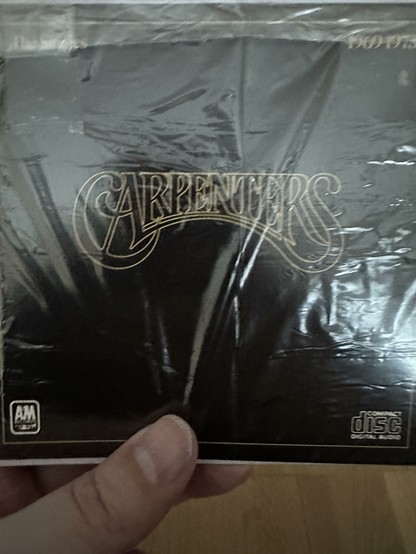 1969-1973
CARPENTERS
A&M
COMPACT
disc
DIGITAL AUDIO